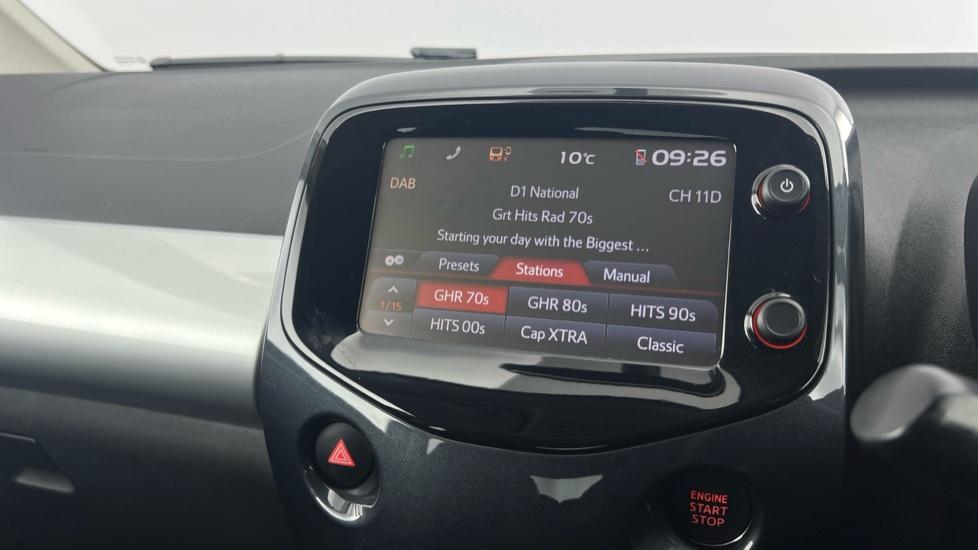 10°C 09:26
DAB
D1 National
CH 11D
Grt Hits Rad 70s
Starting your day with the Biggest ...
Presets Stations Manual
1/15
GHR 70s GHR 80s HITS 90s
HITS 00s Cap XTRA Classic
ENGINE
START
STOP